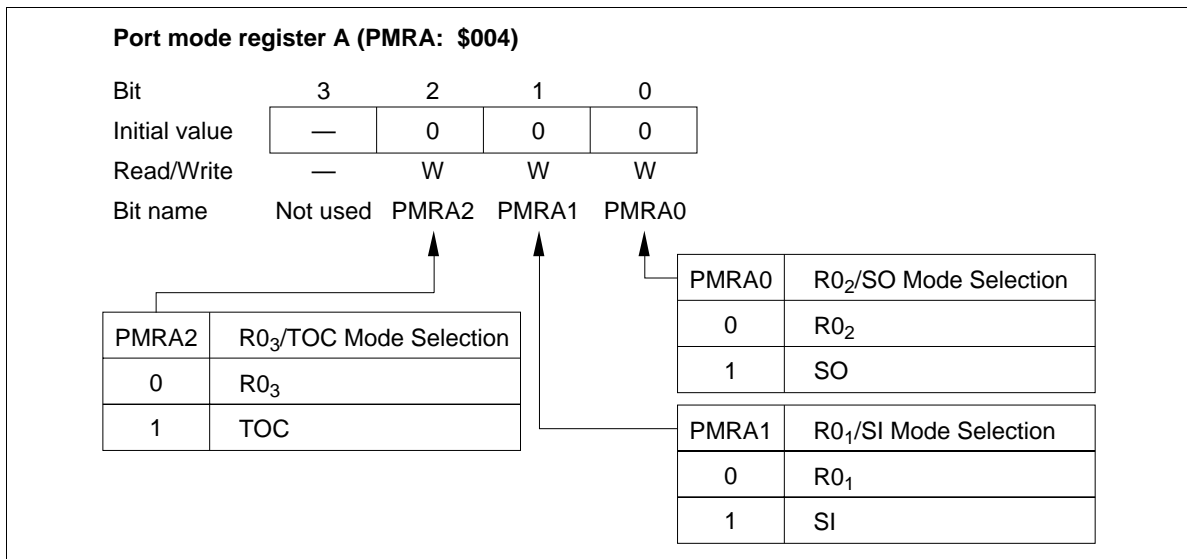 Port mode register A (PMRA: $004)
Bit 3 2 1 0
Initial value — 0 0 0
Read/Write — W W W
Bit name Not used PMRA2 PMRA1 PMRA0
PMRA2 R0₃/TOC Mode Selection
0 R0₃
1 TOC
PMRA0 R0₂/SO Mode Selection
0 R0₂
1 SO
PMRA1 R0₁/SI Mode Selection
0 R0₁
1 SI